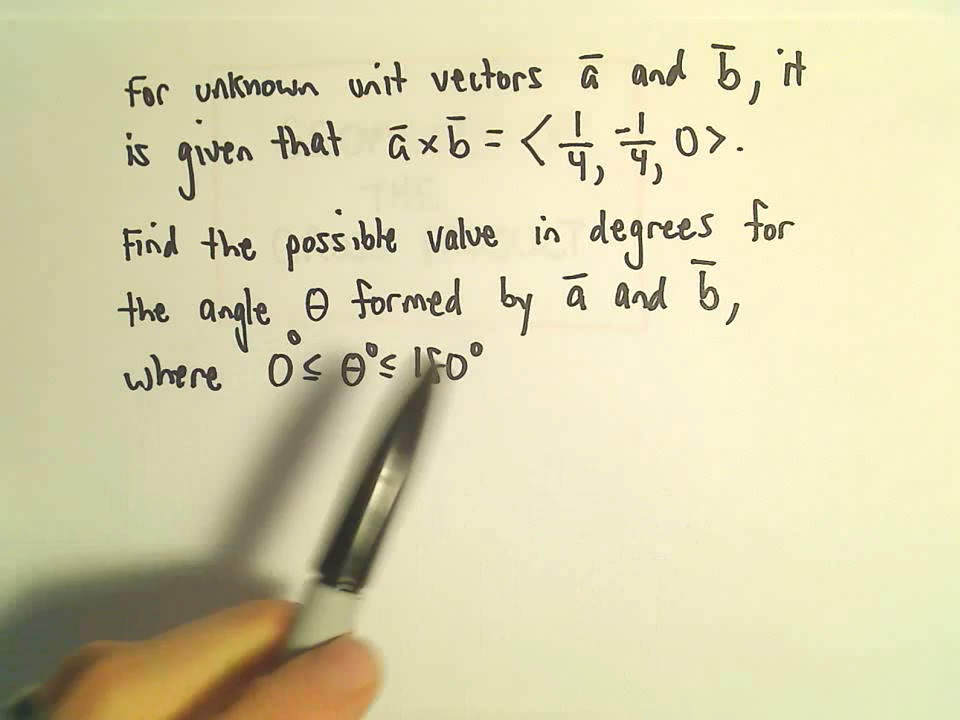 For unknown unit vectors a̅ and b̅, it
is given that a̅ × b̅ = < 1/4, -1/4, 0 >.
Find the possible value in degrees for
the angle θ formed by a̅ and b̅,
where 0° ≤ θ° ≤ 180°